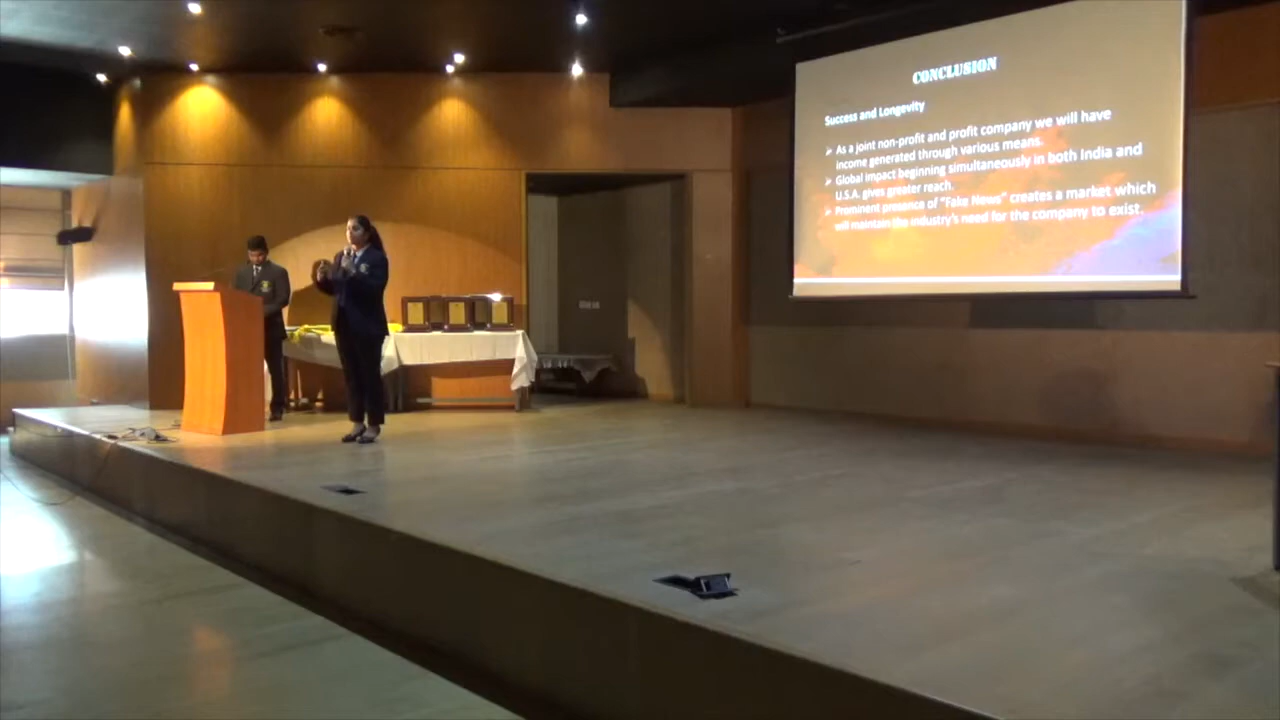 CONCLUSION
Success and Longevity
➢ As a joint non-profit and profit company we will have
income generated through various means.
➢ Global impact beginning simultaneously in both India and
U.S.A. gives greater reach.
➢ Prominent presence of "Fake News" creates a market which
will maintain the industry's need for the company to exist.